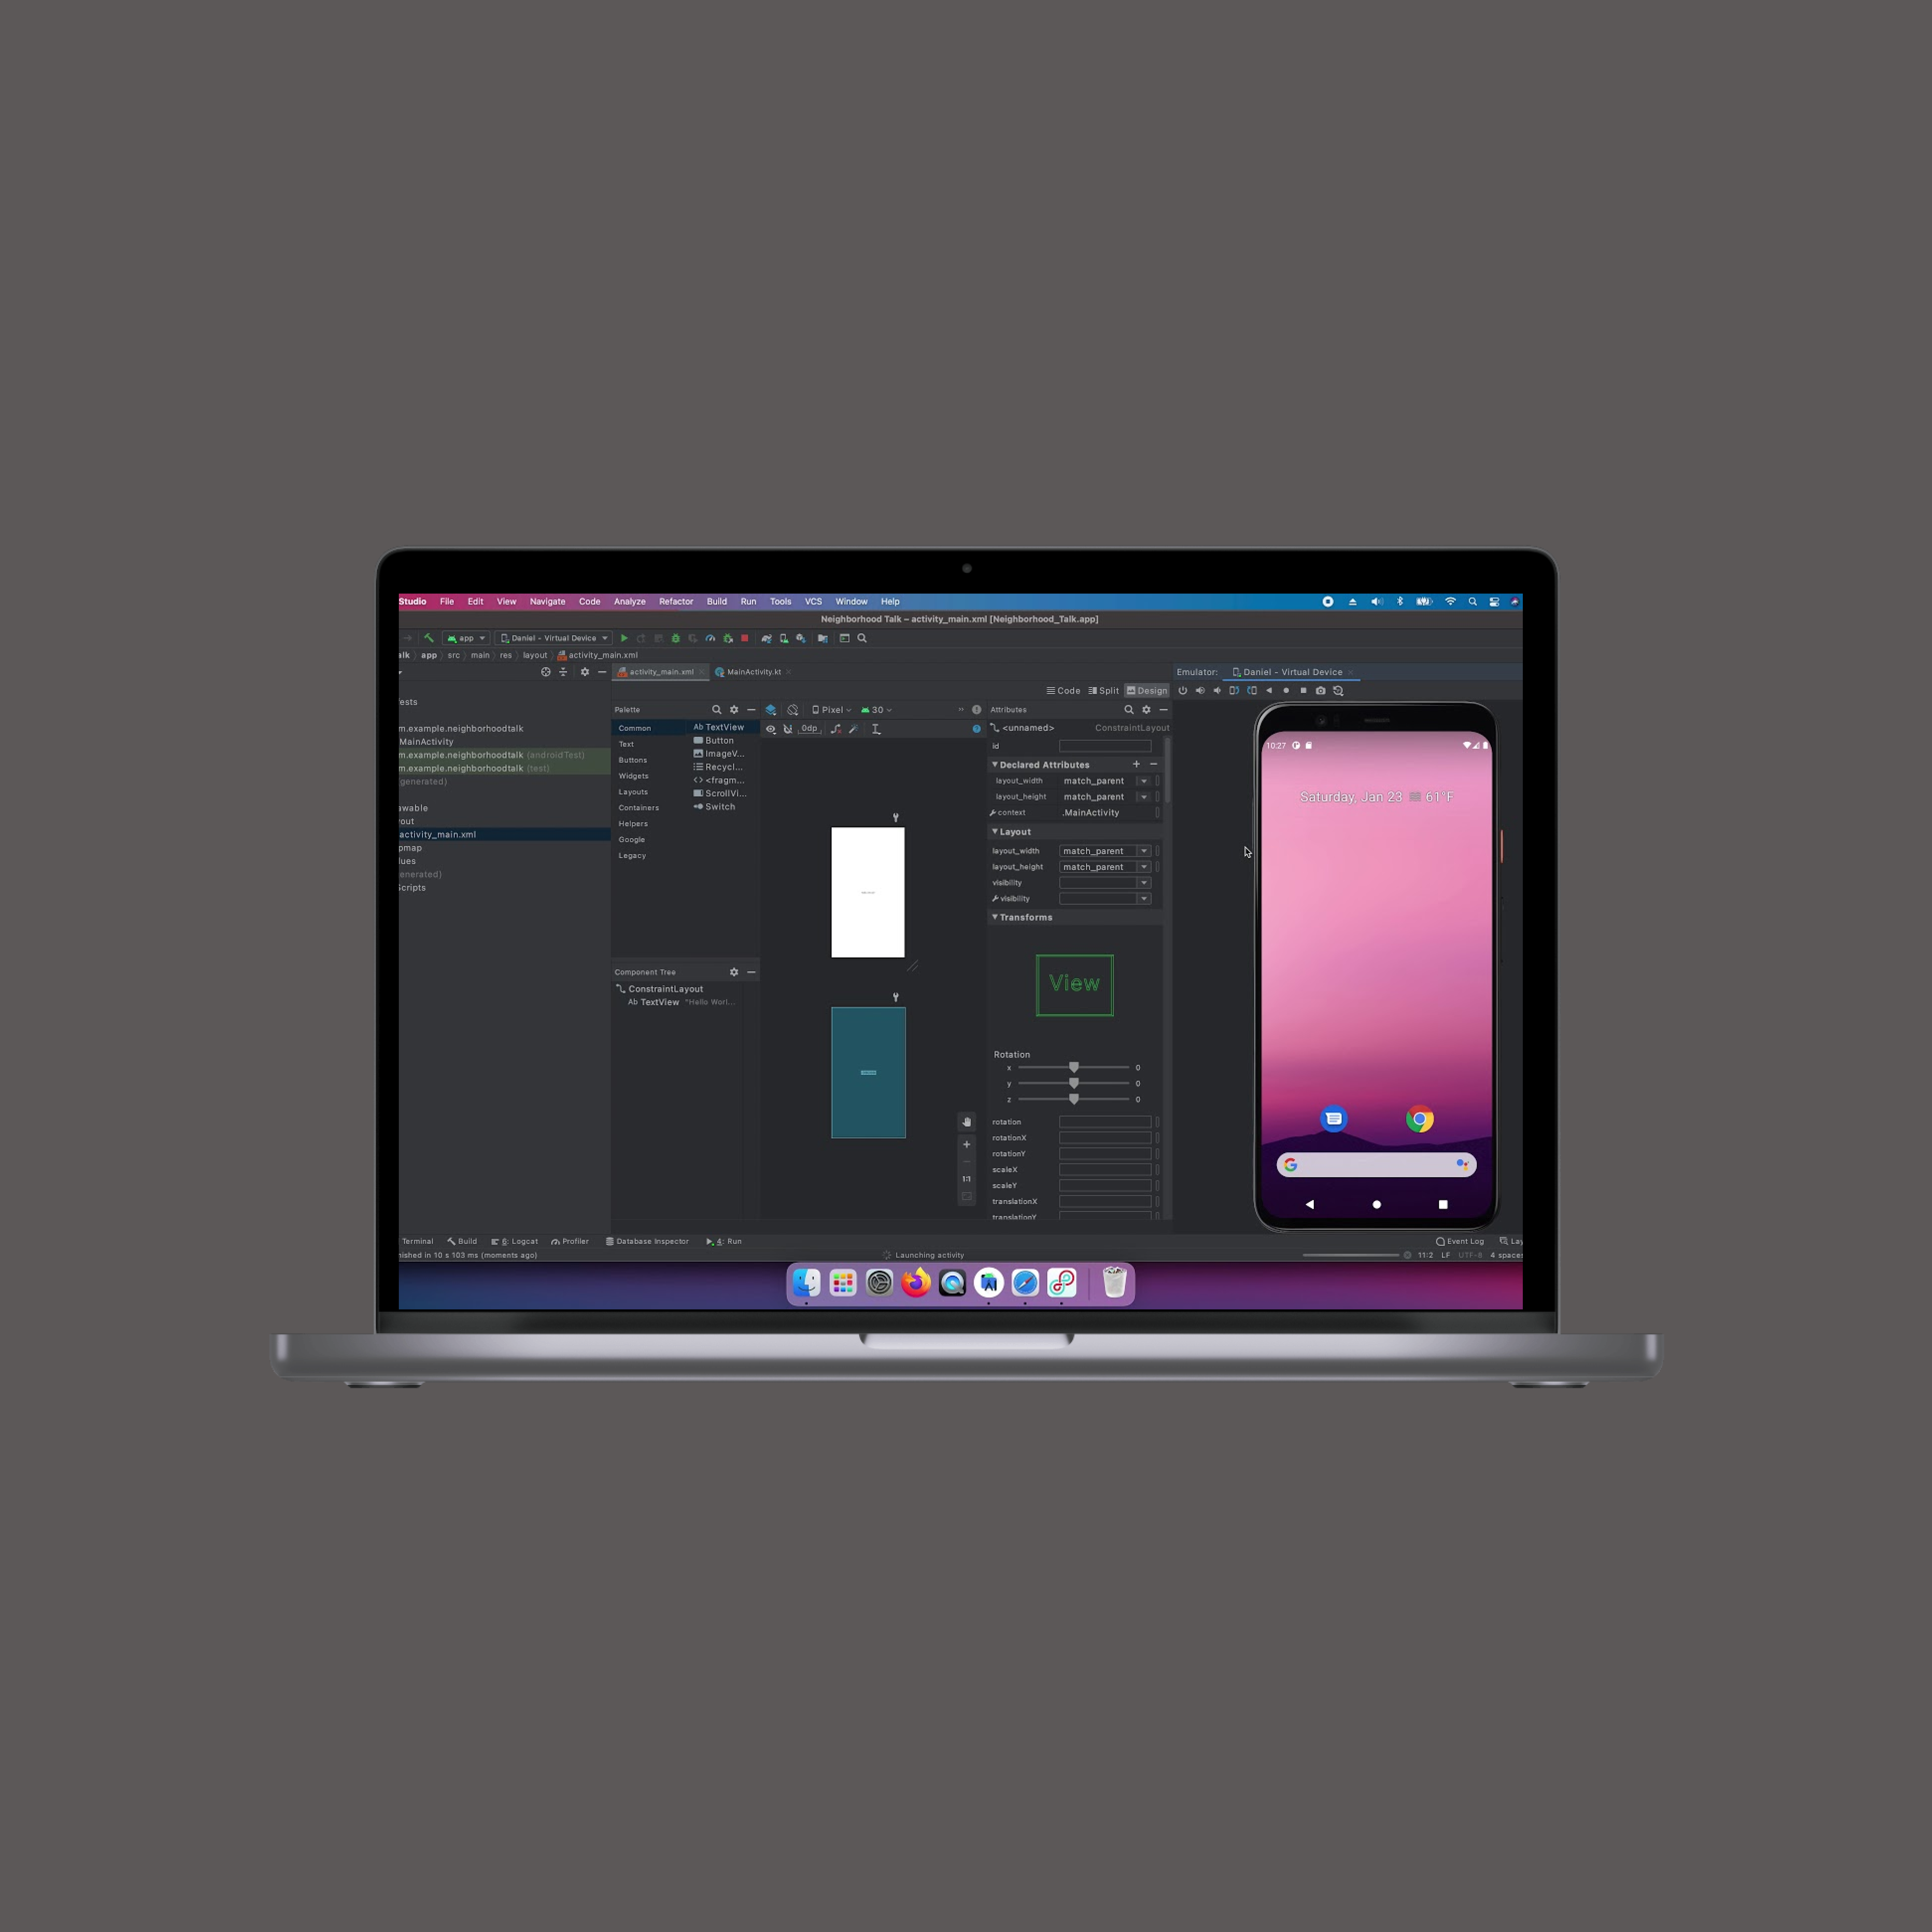 Studio File Edit View Navigate Code Analyze Refactor Build Run Tools VCS Window Help
Neighborhood Talk – activity_main.xml [Neighborhood_Talk.app]
app Daniel - Virtual Device
alk app src main res layout activity_main.xml
activity_main.xml MainActivity.kt
Emulator: Daniel - Virtual Device
Code Split Design
ests
m.example.neighborhoodtalk
MainActivity
m.example.neighborhoodtalk (androidTest)
m.example.neighborhoodtalk (test)
generated)
awable
out
activity_main.xml
pmap
lues
enerated)
Scripts
Palette
Common
Text
Buttons
Widgets
Layouts
Containers
Helpers
Google
Legacy
Ab TextView
Button
ImageV...
Recycl...
<> <fragm...
ScrollVi...
Switch
Component Tree
ConstraintLayout
Ab TextView "Hello Worl...
Pixel 30
0dp
1:1
Attributes
<unnamed> ConstraintLayout
id
Declared Attributes
layout_width match_parent
layout_height match_parent
context .MainActivity
Layout
layout_width match_parent
layout_height match_parent
visibility
visibility
Transforms
View
Rotation
x 0
y 0
z 0
rotation
rotationX
rotationY
scaleX
scaleY
translationX
translationY
10:27
Saturday, Jan 23 61°F
Terminal Build 6: Logcat Profiler Database Inspector 4: Run
Event Log Lay
nished in 10 s 103 ms (moments ago)
Launching activity
11:2 LF UTF-8 4 spaces